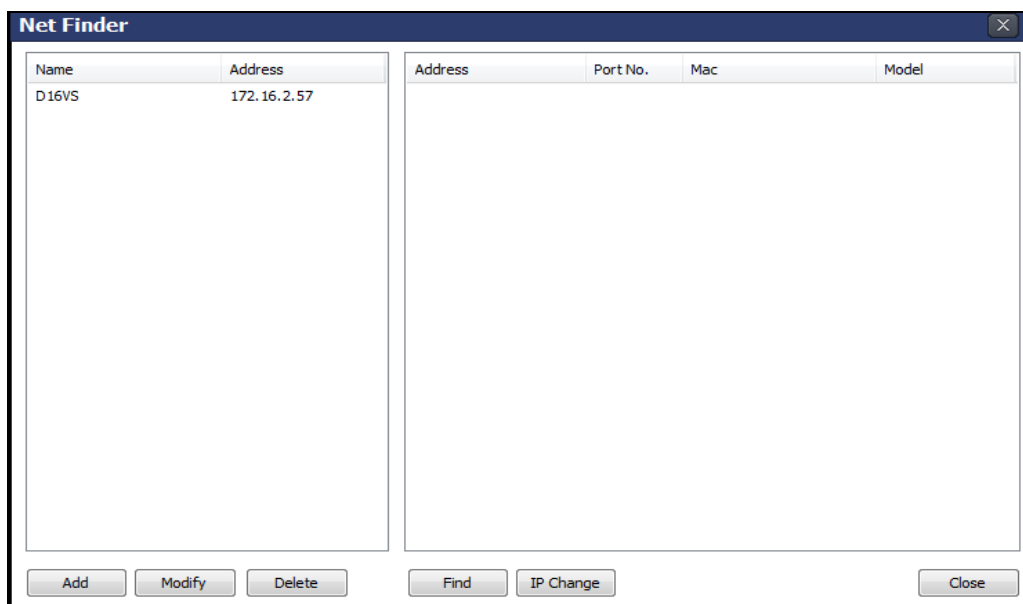 Net Finder
Name Address Address Port No. Mac Model
D16VS 172.16.2.57
Add Modify Delete Find IP Change Close